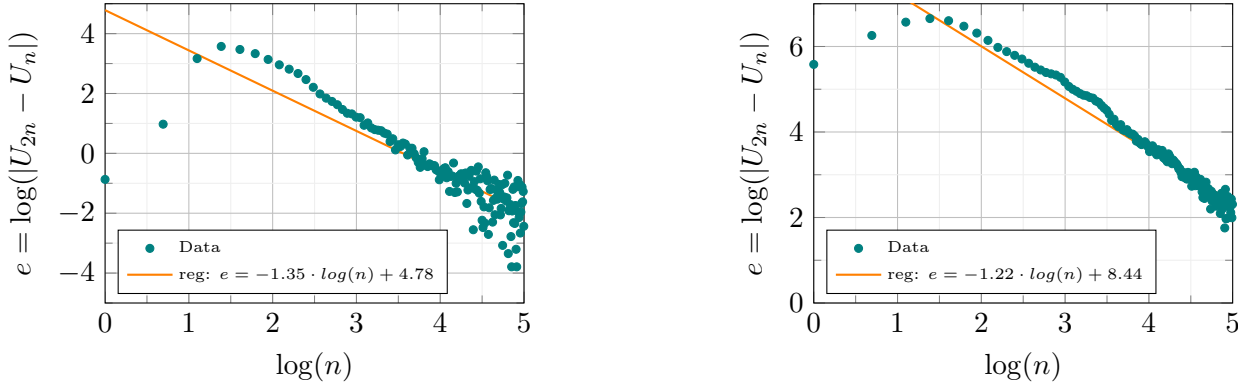 4
2
0
−2
−4
0
1
2
3
4
5
log(n)
e = log(|U₂ₙ − Uₙ|)
Data
reg: e = −1.35 · log(n) + 4.78
6
4
2
0
0
1
2
3
4
5
log(n)
e = log(|U₂ₙ − Uₙ|)
Data
reg: e = −1.22 · log(n) + 8.44